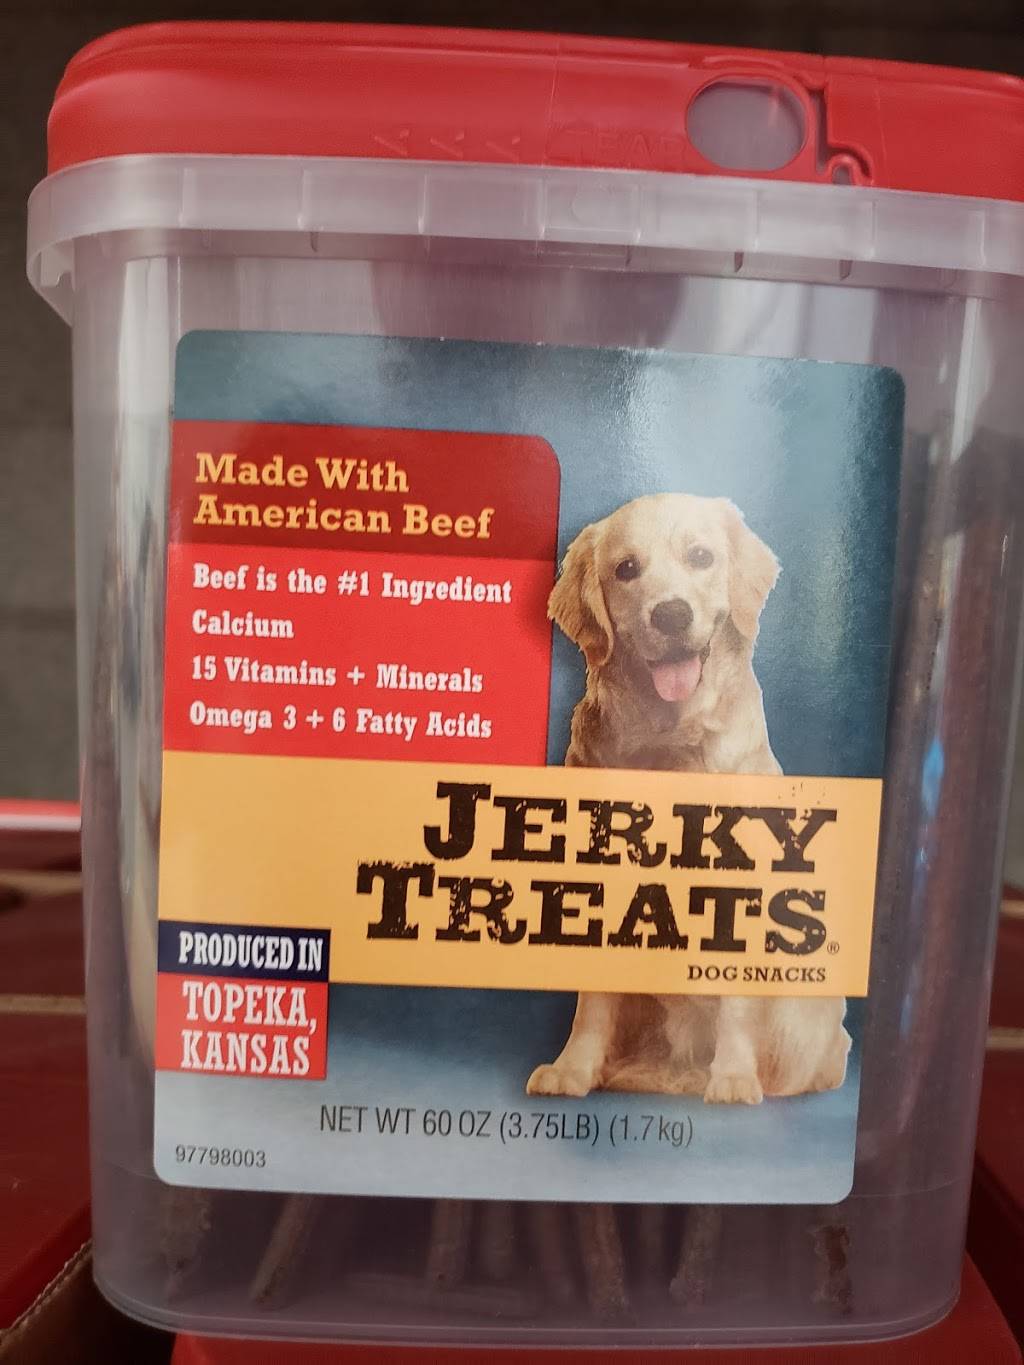 TEAR
Made With
American Beef
Beef is the #1 Ingredient
Calcium
15 Vitamins + Minerals
Omega 3 + 6 Fatty Acids
JERKY
TREATS®
DOG SNACKS
PRODUCED IN
TOPEKA,
KANSAS
NET WT 60 OZ (3.75LB) (1.7kg)
97798003